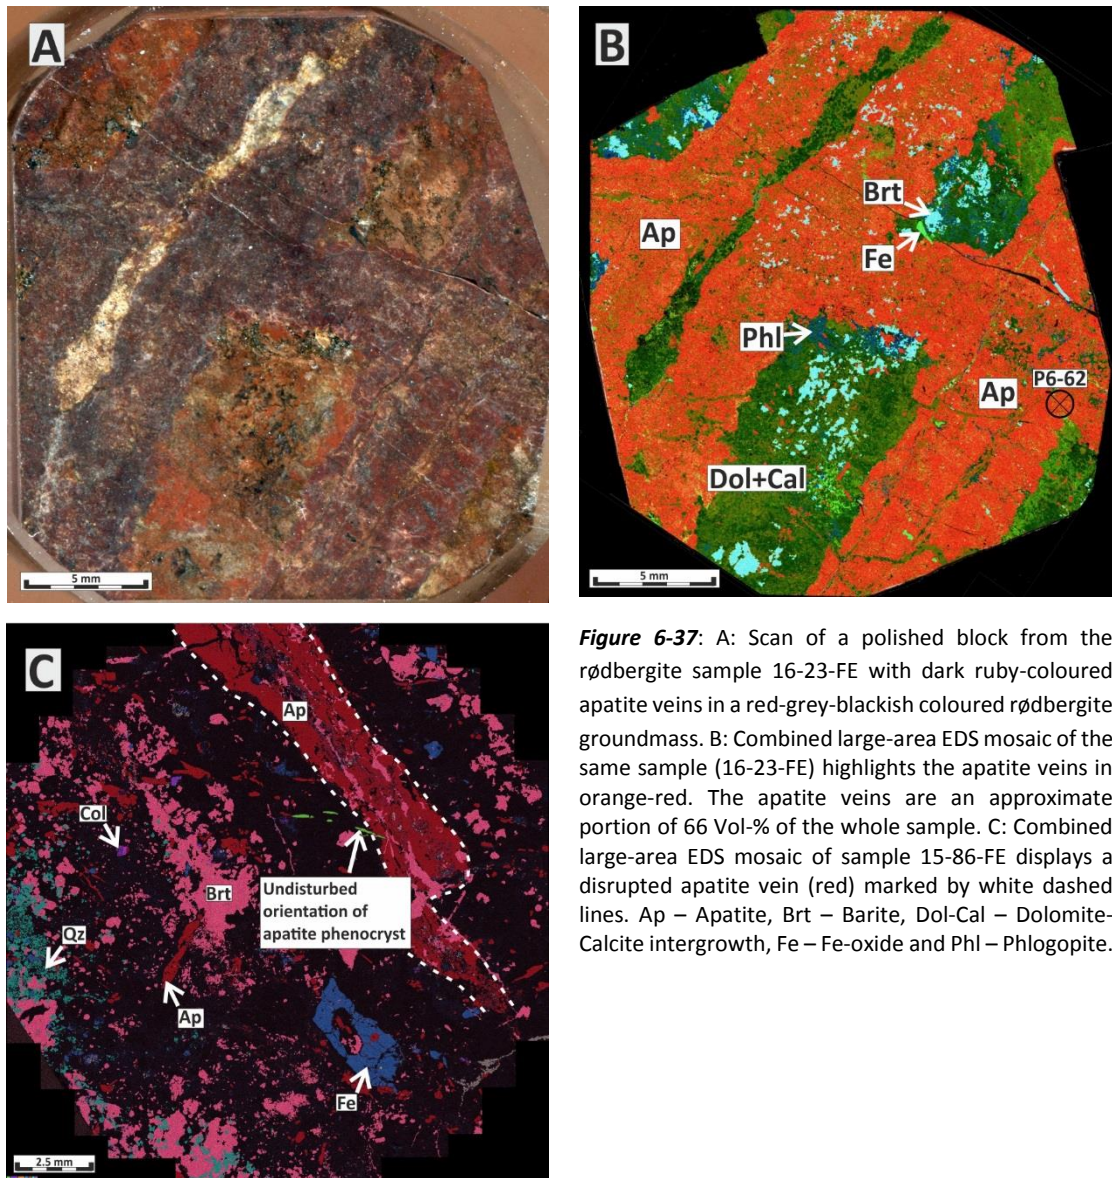 A
5 mm
B
Brt
Ap
Fe
Phl
P6-62
Ap
Dol+Cal
5 mm
C
Ap
Col
Brt
Undisturbed
orientation of
apatite phenocryst
Qz
Ap
Fe
2.5 mm
Figure 6-37: A: Scan of a polished block from the
rødbergite sample 16-23-FE with dark ruby-coloured
apatite veins in a red-grey-blackish coloured rødbergite
groundmass. B: Combined large-area EDS mosaic of the
same sample (16-23-FE) highlights the apatite veins in
orange-red. The apatite veins are an approximate
portion of 66 Vol-% of the whole sample. C: Combined
large-area EDS mosaic of sample 15-86-FE displays a
disrupted apatite vein (red) marked by white dashed
lines. Ap – Apatite, Brt – Barite, Dol-Cal – Dolomite-
Calcite intergrowth, Fe – Fe-oxide and Phl – Phlogopite.